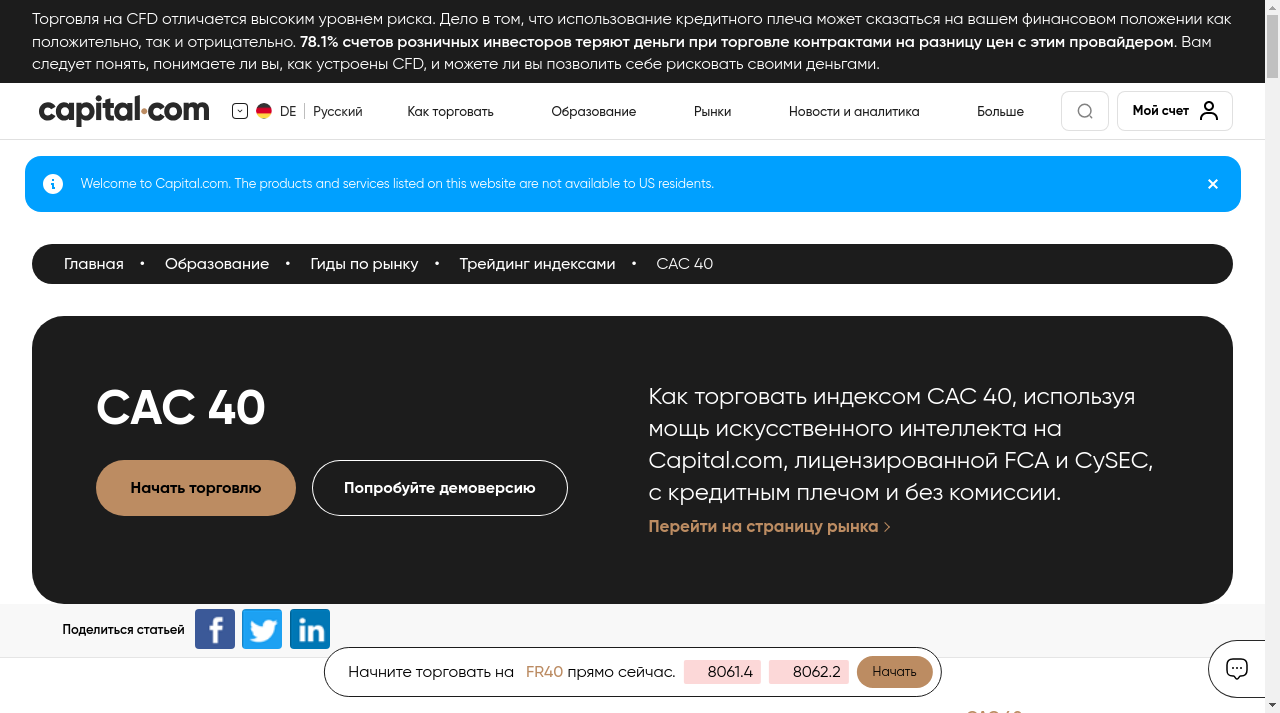 Торговля на CFD отличается высоким уровнем риска. Дело в том, что использование кредитного плеча может сказаться на вашем финансовом положении как
положительно, так и отрицательно. 78.1% счетов розничных инвесторов теряют деньги при торговле контрактами на разницу цен с этим провайдером. Вам
следует понять, понимаете ли вы, как устроены CFD, и можете ли вы позволить себе рисковать своими деньгами.
capital.com DE Русский Как торговать Образование Рынки Новости и аналитика Больше Мой счет
Welcome to Capital.com. The products and services listed on this website are not available to US residents.
Главная • Образование • Гиды по рынку • Трейдинг индексами • CAC 40
CAC 40
Начать торговлю Попробуйте демоверсию
Как торговать индексом CAC 40, используя
мощь искусственного интеллекта на
Capital.com, лицензированной FCA и CySEC,
с кредитным плечом и без комиссии.
Перейти на страницу рынка
Поделиться статьей
Начните торговать на FR40 прямо сейчас. 8061.4 8062.2 Начать
CAC 40